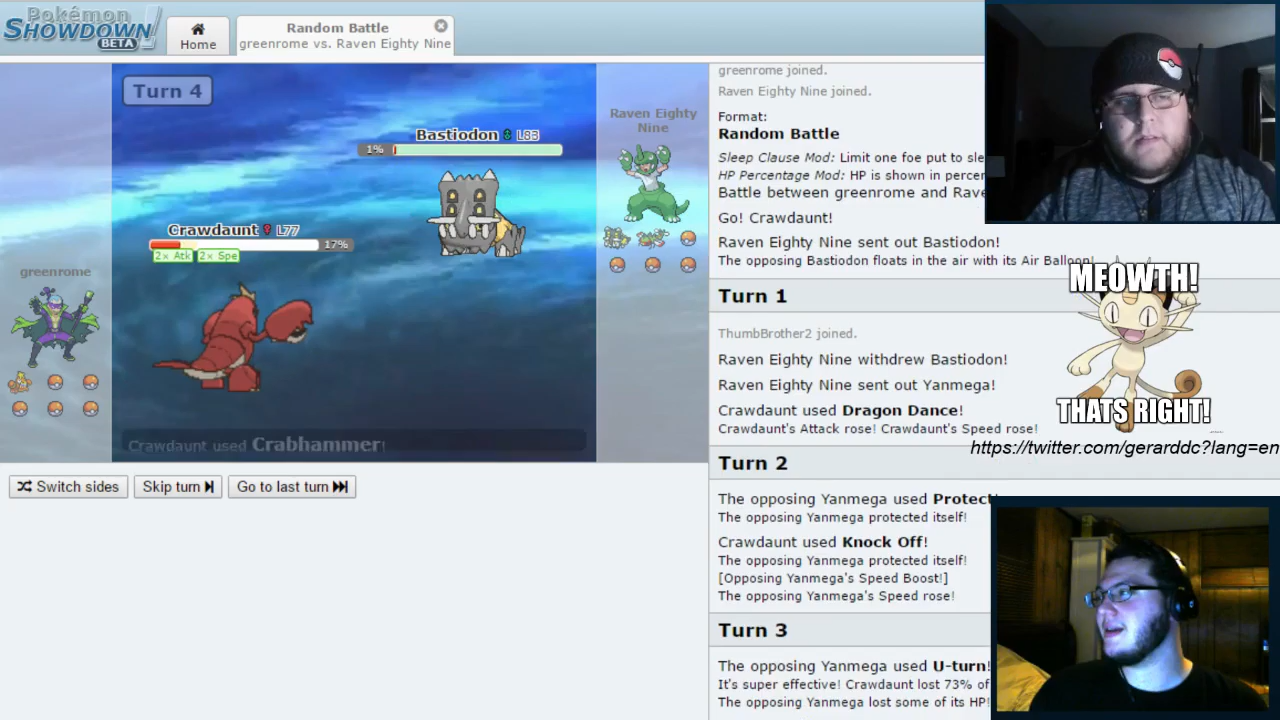 Pokémon
SHOWDOWN!
BETA
Home
Random Battle
greenrome vs. Raven Eighty Nine
Turn 4
Bastiodon L83
1%
Crawdaunt L77
17%
2× Atk 2× Spe
greenrome
Raven Eighty
Nine
Crawdaunt used Crabhammer!
Switch sides
Skip turn
Go to last turn
greenrome joined.
Raven Eighty Nine joined.
Format:
Random Battle
Sleep Clause Mod: Limit one foe put to sle
HP Percentage Mod: HP is shown in percen
Battle between greenrome and Rave
Go! Crawdaunt!
Raven Eighty Nine sent out Bastiodon!
The opposing Bastiodon floats in the air with its Air Balloon!
Turn 1
ThumbBrother2 joined.
Raven Eighty Nine withdrew Bastiodon!
Raven Eighty Nine sent out Yanmega!
Crawdaunt used Dragon Dance!
Crawdaunt's Attack rose! Crawdaunt's Speed rose!
Turn 2
The opposing Yanmega used Protect!
The opposing Yanmega protected itself!
Crawdaunt used Knock Off!
The opposing Yanmega protected itself!
[Opposing Yanmega's Speed Boost!]
The opposing Yanmega's Speed rose!
Turn 3
The opposing Yanmega used U-turn!
It's super effective! Crawdaunt lost 73% of
The opposing Yanmega lost some of its HP!
MEOWTH!
THATS RIGHT!
https://twitter.com/gerarddc?lang=en